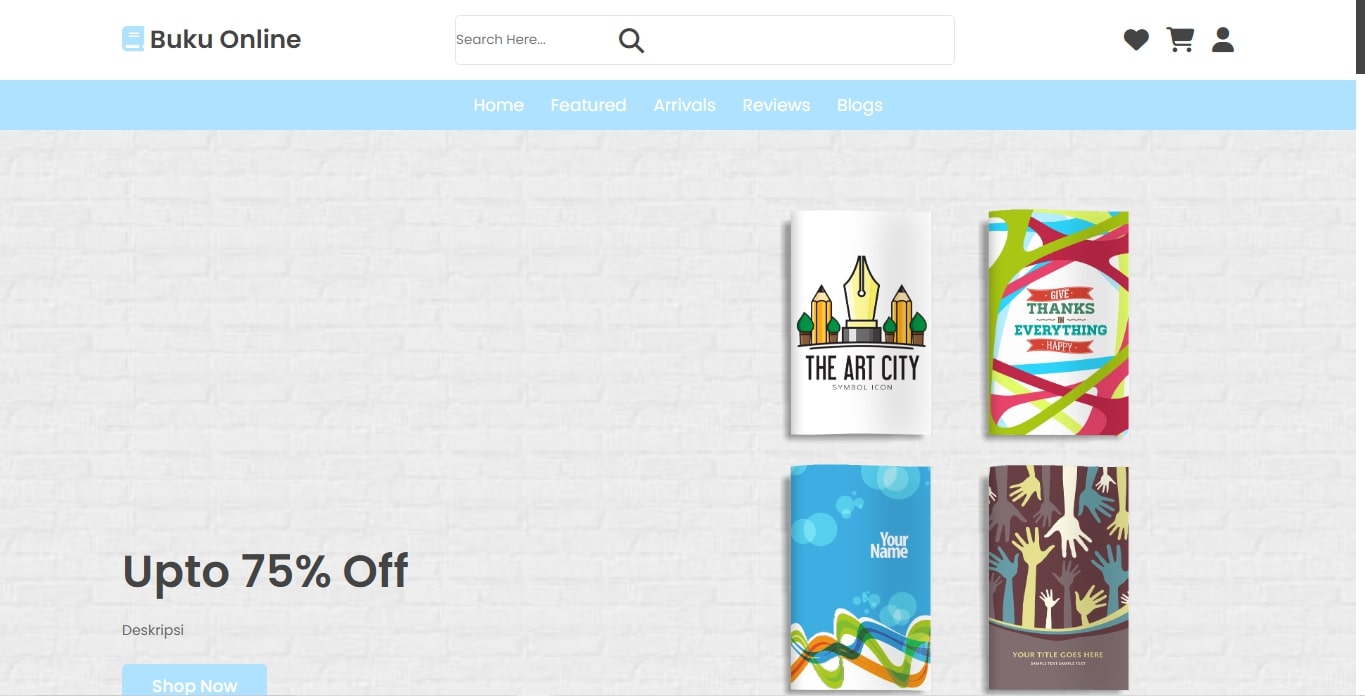 Buku Online
Search Here...
Home Featured Arrivals Reviews Blogs
THE ART CITY
SYMBOL ICON
GIVE
THANKS
IN
EVERYTHING
HAPPY
Upto 75% Off
Deskripsi
Shop Now
Your
Name
YOUR TITLE GOES HERE
SAMPLE TEXT SAMPLE TEXT